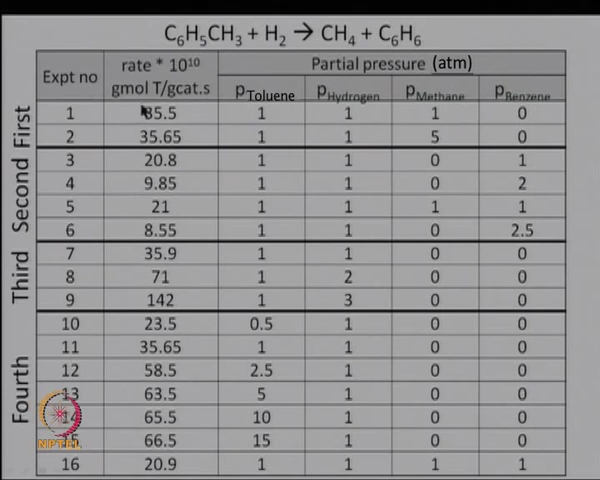 C₆H₅CH₃ + H₂ → CH₄ + C₆H₆
Expt no | rate * 10¹⁰ gmol T/gcat.s | Partial pressure (atm)
pToluene | pHydrogen | pMethane | pBenzene
First
1 | 35.5 | 1 | 1 | 1 | 0
2 | 35.65 | 1 | 1 | 5 | 0
Second
3 | 20.8 | 1 | 1 | 0 | 1
4 | 9.85 | 1 | 1 | 0 | 2
5 | 21 | 1 | 1 | 1 | 1
6 | 8.55 | 1 | 1 | 0 | 2.5
Third
7 | 35.9 | 1 | 1 | 0 | 0
8 | 71 | 1 | 2 | 0 | 0
9 | 142 | 1 | 3 | 0 | 0
Fourth
10 | 23.5 | 0.5 | 1 | 0 | 0
11 | 35.65 | 1 | 1 | 0 | 0
12 | 58.5 | 2.5 | 1 | 0 | 0
13 | 63.5 | 5 | 1 | 0 | 0
14 | 65.5 | 10 | 1 | 0 | 0
15 | 66.5 | 15 | 1 | 0 | 0
16 | 20.9 | 1 | 1 | 1 | 1
NPTEL